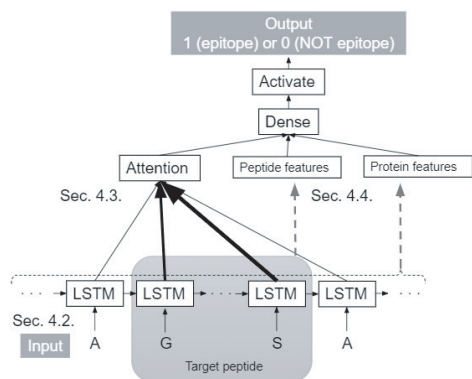 Output
1 (epitope) or 0 (NOT epitope)
Activate
Dense
Attention
Peptide features
Protein features
Sec. 4.3.
Sec. 4.4.
· · · LSTM LSTM · · · LSTM LSTM · · ·
Sec. 4.2.
Input
A G S A
Target peptide